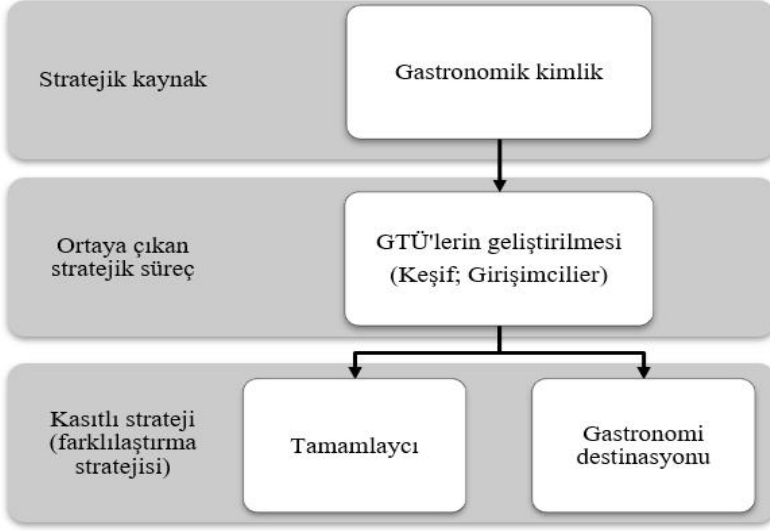 Stratejik kaynak
Gastronomik kimlik
Ortaya çıkan
stratejik süreç
GTÜ'lerin geliştirilmesi
(Keşif; Girişimcilier)
Kasıtlı strateji
(farklılaştırma
stratejisi)
Tamamlaycı
Gastronomi
destinasyonu